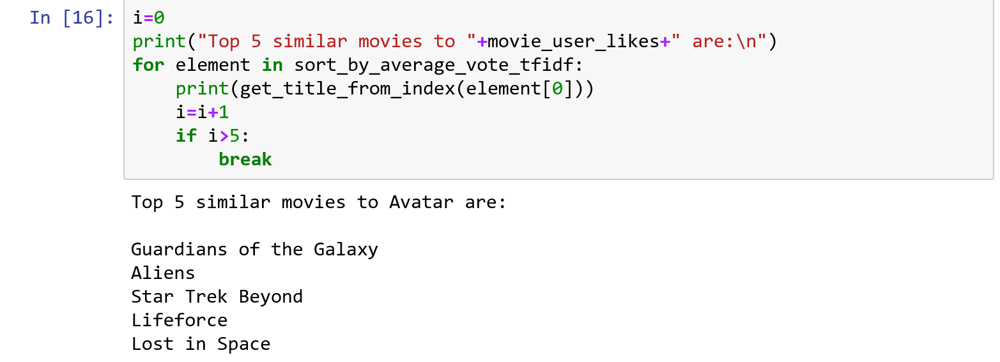 In [16]:
i=0
print("Top 5 similar movies to "+movie_user_likes+" are:\n")
for element in sort_by_average_vote_tfidf:
    print(get_title_from_index(element[0]))
    i=i+1
    if i>5:
        break
Top 5 similar movies to Avatar are:
Guardians of the Galaxy
Aliens
Star Trek Beyond
Lifeforce
Lost in Space